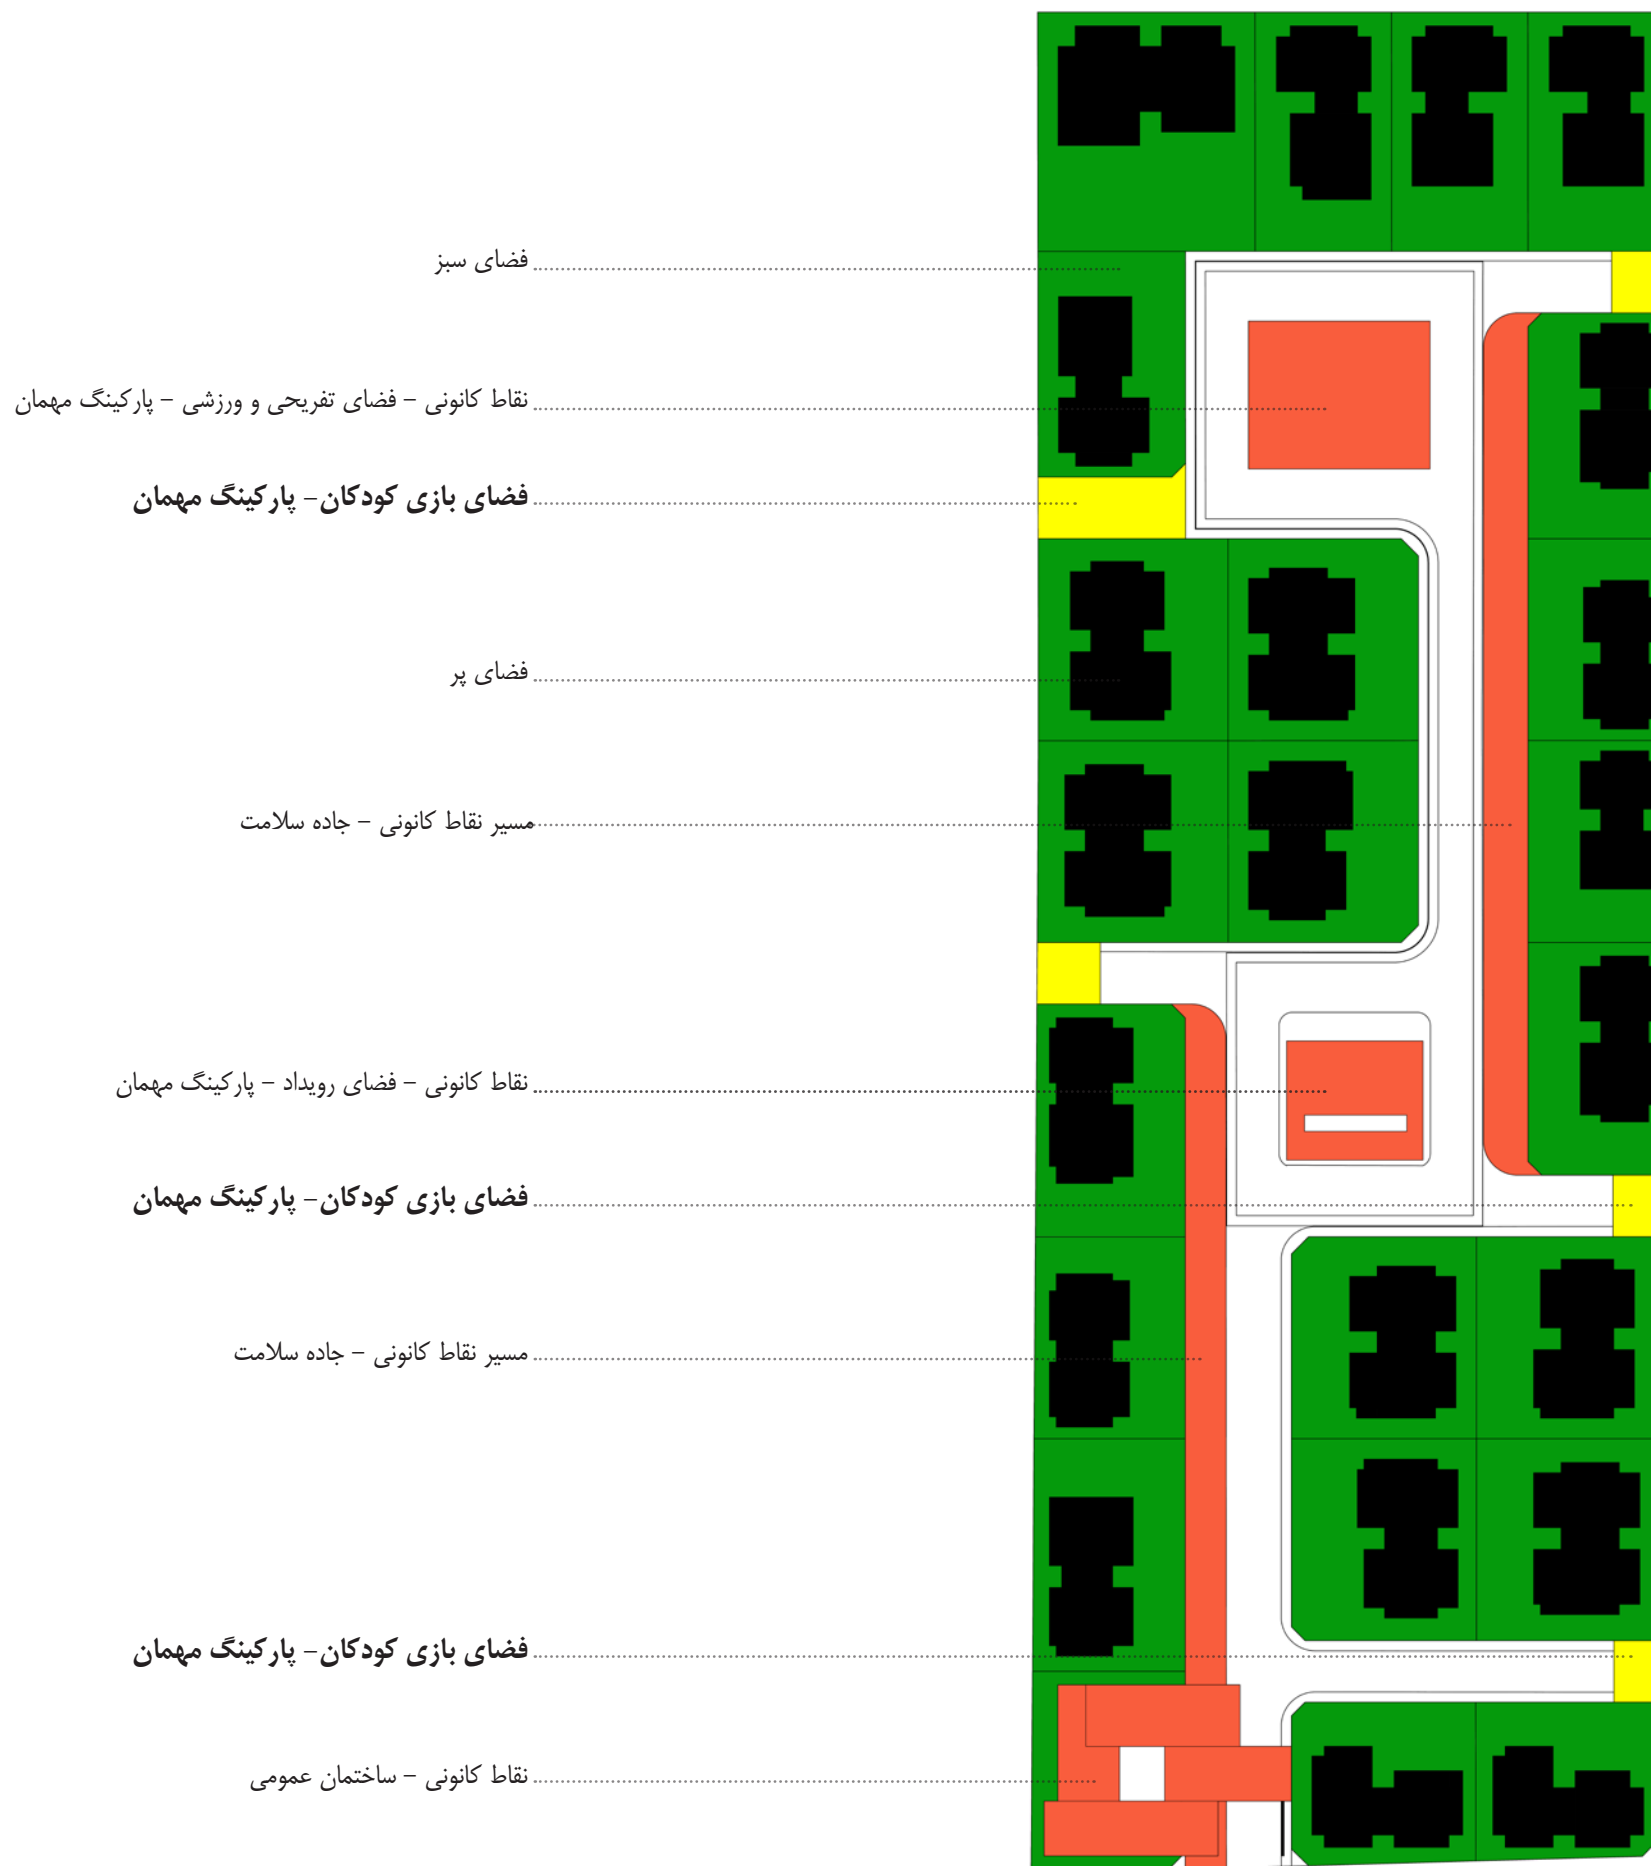 فضای سبز
نقاط کانونی – فضای تفریحی و ورزشی – پارکینگ مهمان
فضای بازی کودکان- پارکینگ مهمان
فضای پر
مسیر نقاط کانونی – جاده سلامت
نقاط کانونی – فضای رویداد – پارکینگ مهمان
فضای بازی کودکان- پارکینگ مهمان
مسیر نقاط کانونی – جاده سلامت
فضای بازی کودکان- پارکینگ مهمان
نقاط کانونی – ساختمان عمومی